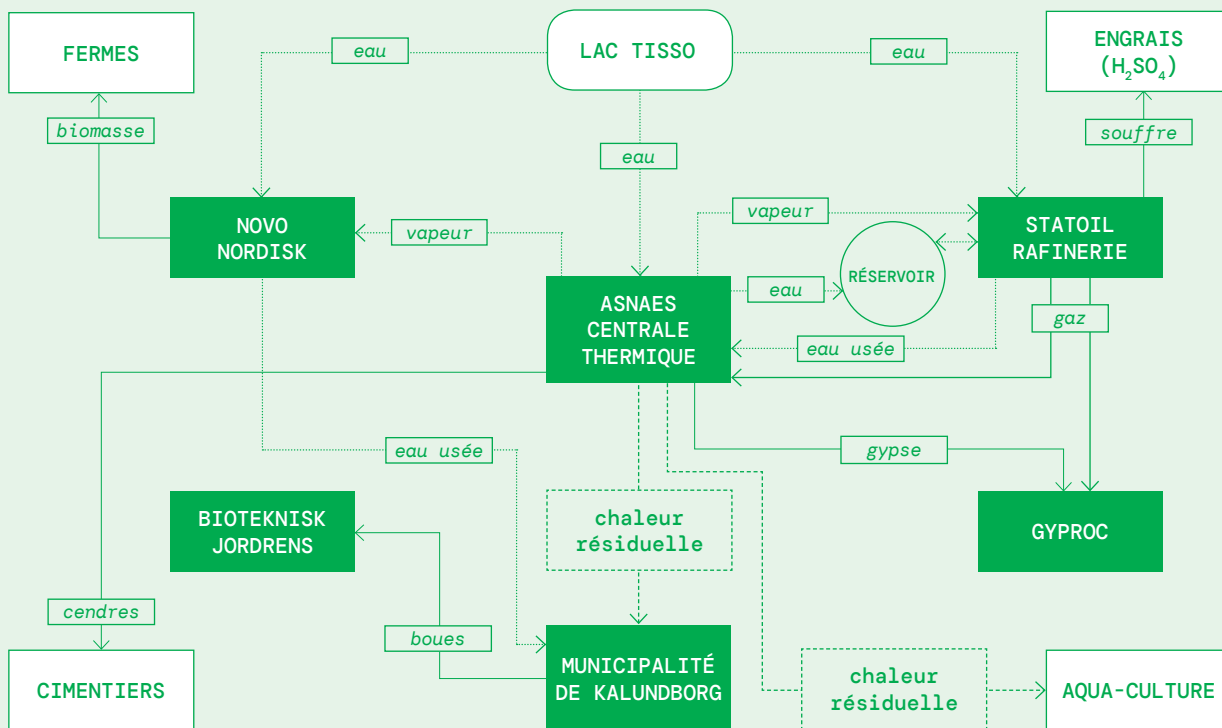 FERMES
eau
LAC TISSO
eau
ENGRAIS
(H₂SO₄)
biomasse
eau
souffre
NOVO
NORDISK
vapeur
vapeur
STATOIL
RAFINERIE
RÉSERVOIR
eau
ASNAES
CENTRALE
THERMIQUE
gaz
eau usée
eau usée
gypse
BIOTEKNISK
JORDRENS
chaleur
résiduelle
GYPROC
cendres
boues
CIMENTIERS
MUNICIPALITÉ
DE KALUNDBORG
chaleur
résiduelle
AQUA-CULTURE